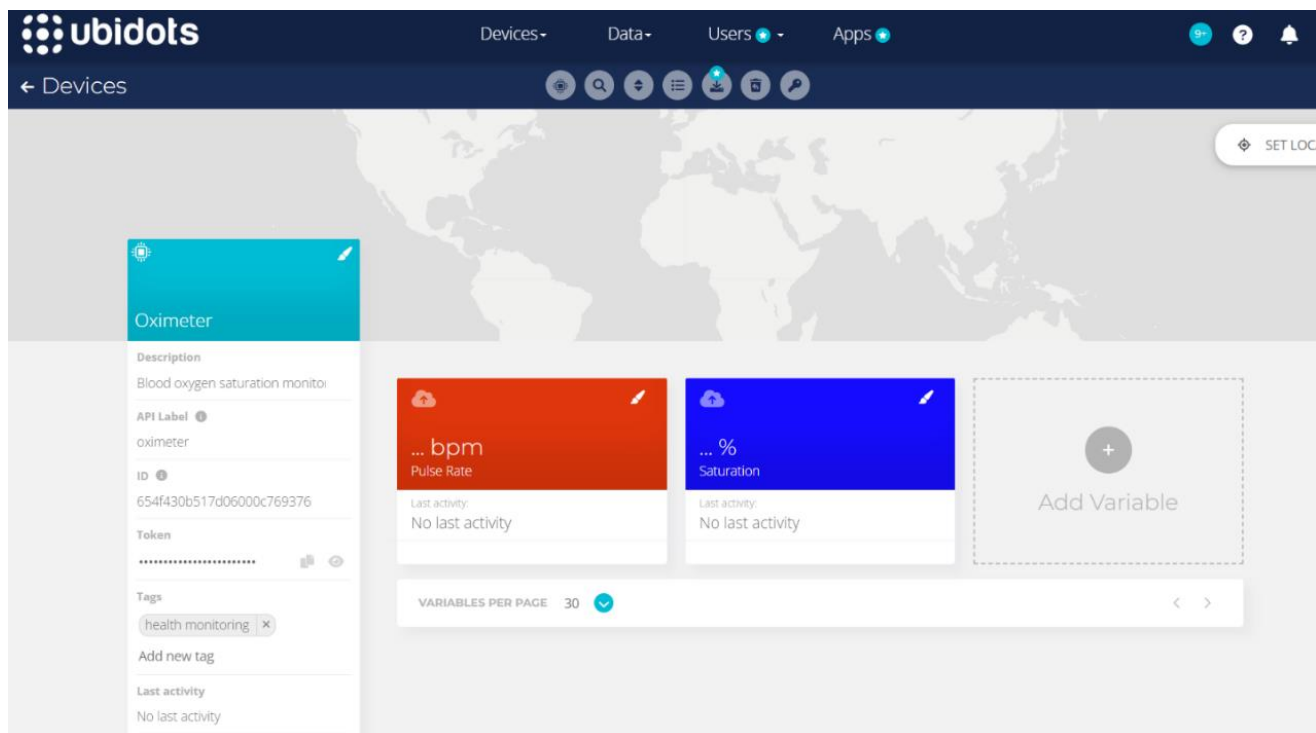 ubidots
Devices Data Users Apps 9+ ?
← Devices
SET LOC
Oximeter
Description
Blood oxygen saturation monito
API Label
oximeter
ID
654f430b517d06000c769376
Token
••••••••••••••••••••••••
Tags
health monitoring ×
Add new tag
Last activity
No last activity
... bpm
Pulse Rate
Last activity:
No last activity
... %
Saturation
Last activity:
No last activity
+
Add Variable
VARIABLES PER PAGE 30 < >